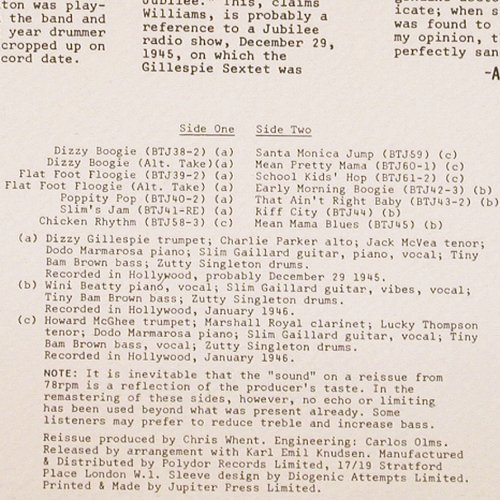 ton was play-
the band and
year drummer
cropped up on
cord date.
Jubilee." This, claims
Williams, is probably a
reference to a Jubilee
radio show, December 29,
1945, on which the
Gillespie Sextet was
icate; when s
was found to
my opinion, t
perfectly san
-A
Side One
Dizzy Boogie (BTJ38-2) (a)
Dizzy Boogie (Alt. Take)(a)
Flat Foot Floogie (BTJ39-2) (a)
Flat Foot Floogie (Alt. Take) (a)
Poppity Pop (BTJ40-2) (a)
Slim's Jam (BTJ41-RE) (a)
Chicken Rhythm (BTJ58-3) (c)
Side Two
Santa Monica Jump (BTJ59) (c)
Mean Pretty Mama (BTJ60-1) (c)
School Kids' Hop (BTJ61-2) (c)
Early Morning Boogie (BTJ42-3) (b)
That Ain't Right Baby (BTJ43-2) (b)
Riff City (BTJ44) (b)
Mean Mama Blues (BTJ45) (b)
(a) Dizzy Gillespie trumpet; Charlie Parker alto; Jack McVea tenor;
Dodo Marmarosa piano; Slim Gaillard guitar, piano, vocal; Tiny
Bam Brown bass; Zutty Singleton drums.
Recorded in Hollywood, probably December 29 1945.
(b) Wini Beatty piano, vocal; Slim Gaillard guitar, vibes, vocal;
Tiny Bam Brown bass; Zutty Singleton drums.
Recorded in Hollywood, January 1946.
(c) Howard McGhee trumpet; Marshall Royal clarinet; Lucky Thompson
tenor; Dodo Marmarosa piano; Slim Gaillard guitar, vocal; Tiny
Bam Brown bass, vocal; Zutty Singleton drums.
Recorded in Hollywood, January 1946.
NOTE: It is inevitable that the "sound" on a reissue from
78rpm is a reflection of the producer's taste. In the
remastering of these sides, however, no echo or limiting
has been used beyond what was present already. Some
listeners may prefer to reduce treble and increase bass.
Reissue produced by Chris Whent. Engineering: Carlos Olms.
Released by arrangement with Karl Emil Knudsen. Manufactured
& Distributed by Polydor Records Limited, 17/19 Stratford
Place London W.1. Sleeve design by Diogenic Attempts Limited.
Printed & Made by Jupiter Press Limited